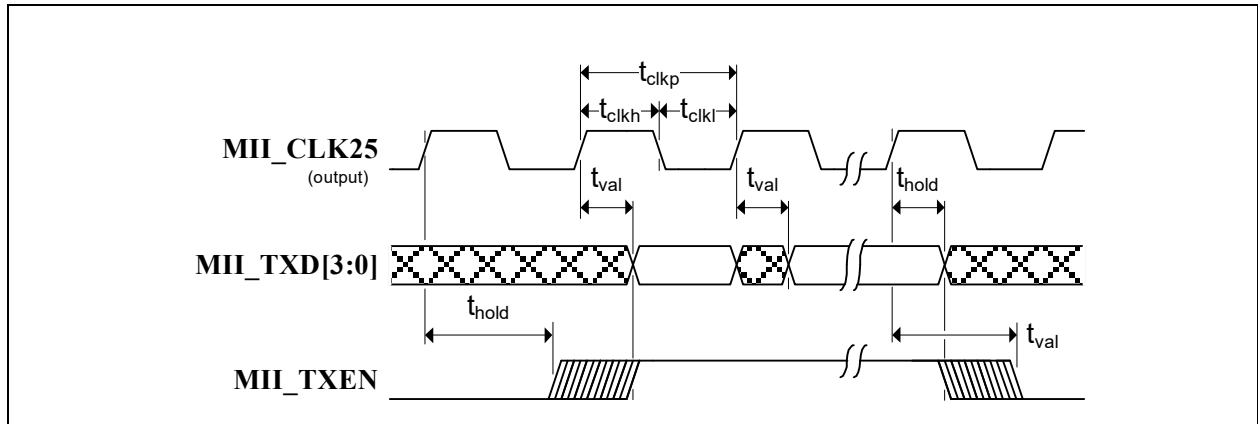 tclkp
tclkh tclkl
MII_CLK25
(output)
tval tval thold
MII_TXD[3:0]
thold
tval
MII_TXEN